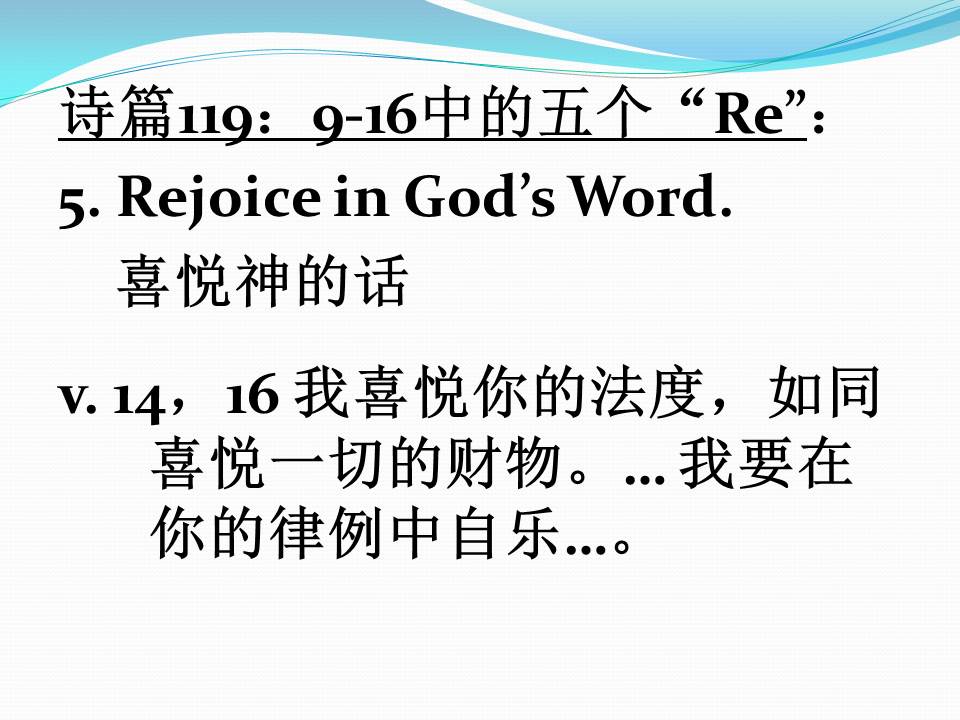 诗篇119：9-16中的五个“Re”：
5. Rejoice in God’s Word.
喜悦神的话
v. 14，16 我喜悦你的法度，如同
喜悦一切的财物。... 我要在
你的律例中自乐...。